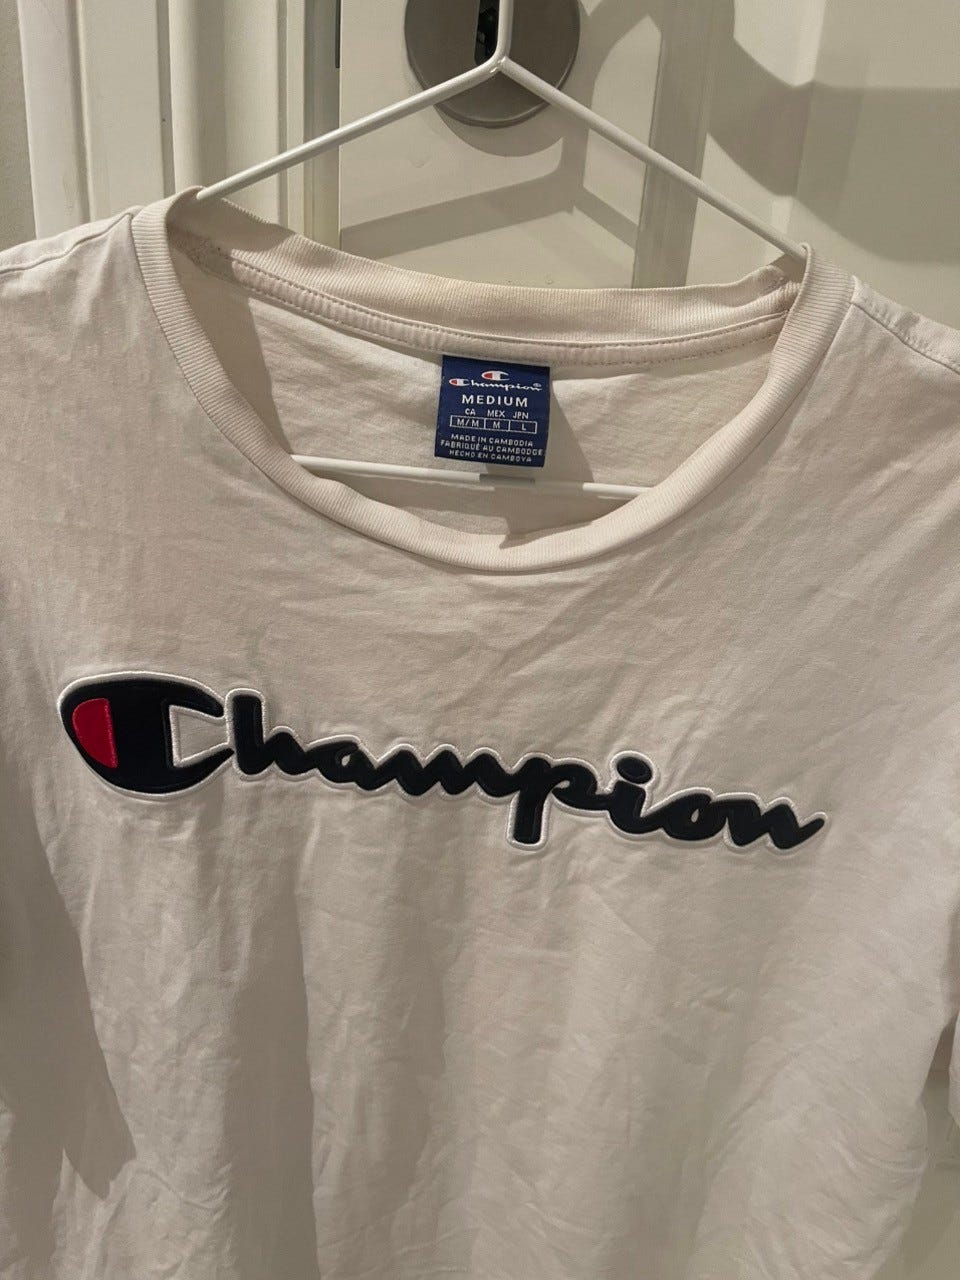 Champion®
MEDIUM
CA MEX JPN
M/M M L
MADE IN CAMBODIA
FABRIQUÉ AU CAMBODGE
HECHO EN CAMBOYA
Champion